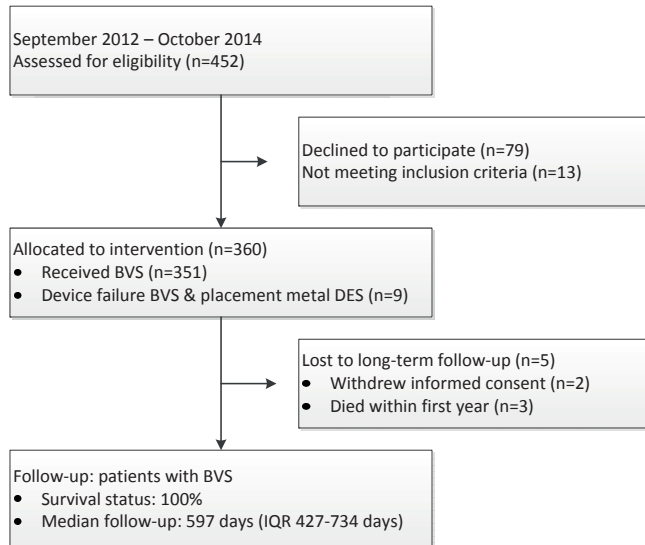 September 2012 – October 2014
Assessed for eligibility (n=452)
Declined to participate (n=79)
Not meeting inclusion criteria (n=13)
Allocated to intervention (n=360)
• Received BVS (n=351)
• Device failure BVS & placement metal DES (n=9)
Lost to long-term follow-up (n=5)
• Withdrew informed consent (n=2)
• Died within first year (n=3)
Follow-up: patients with BVS
• Survival status: 100%
• Median follow-up: 597 days (IQR 427-734 days)